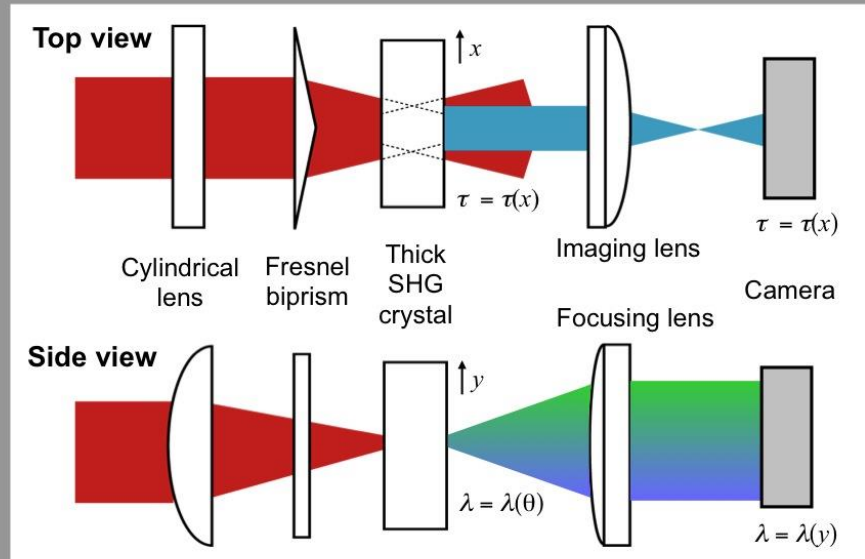 Top view
x
τ = τ(x)
τ = τ(x)
Cylindrical
lens
Fresnel
biprism
Thick
SHG
crystal
Imaging lens
Camera
Focusing lens
Side view
y
λ = λ(θ)
λ = λ(y)